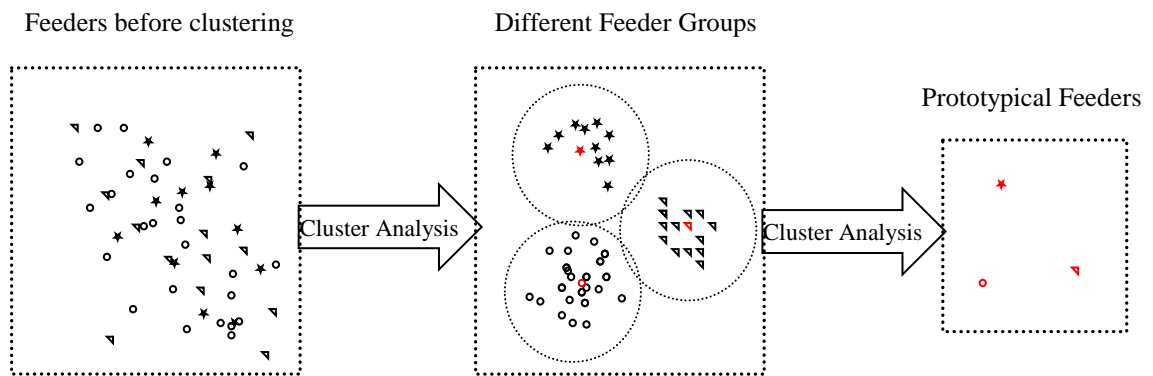 Feeders before clustering
Different Feeder Groups
Prototypical Feeders
Cluster Analysis
Cluster Analysis